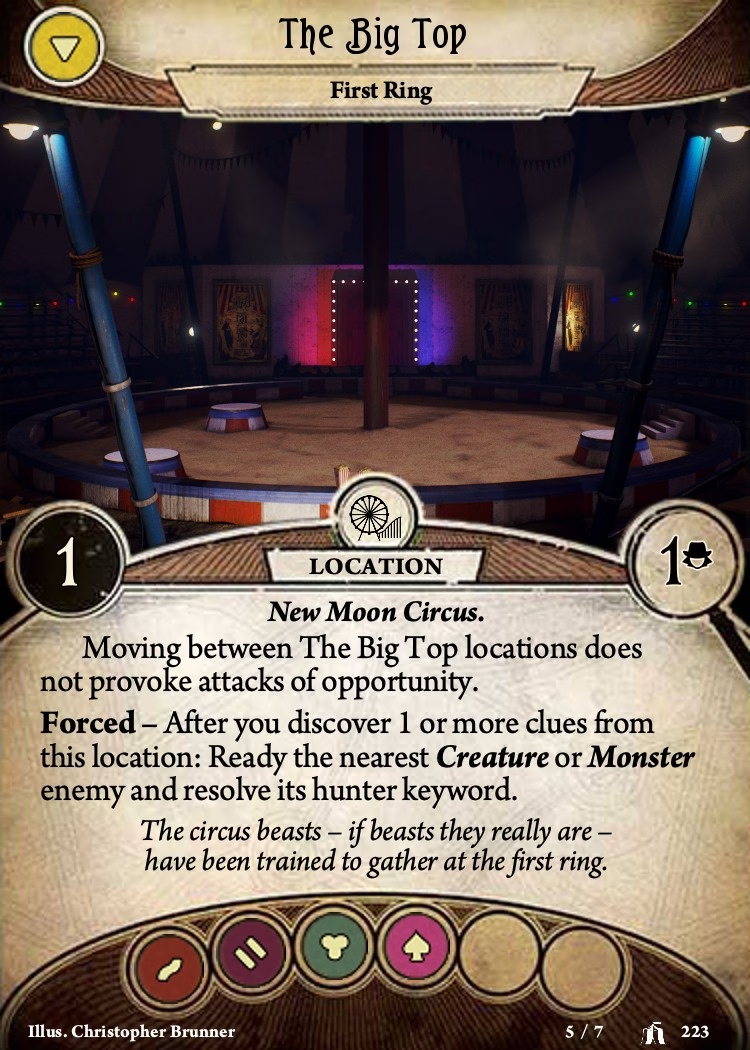 The Big Top
First Ring
1
1
LOCATION
New Moon Circus.
Moving between The Big Top locations does
not provoke attacks of opportunity.
Forced – After you discover 1 or more clues from
this location: Ready the nearest Creature or Monster
enemy and resolve its hunter keyword.
The circus beasts – if beasts they really are –
have been trained to gather at the first ring.
Illus. Christopher Brunner
5 / 7
223